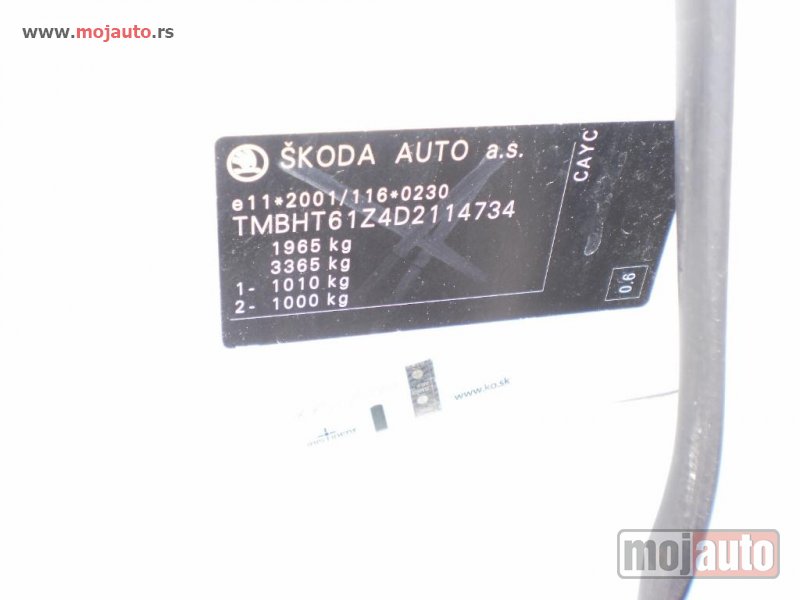 www.mojauto.rs
ŠKODA AUTO a.s.
CAYC
e11*2001/116*0230
TMBHT61Z4D2114734
1965 kg
3365 kg
1- 1010 kg
2- 1000 kg
0.6
www.ka.sk
mojauto